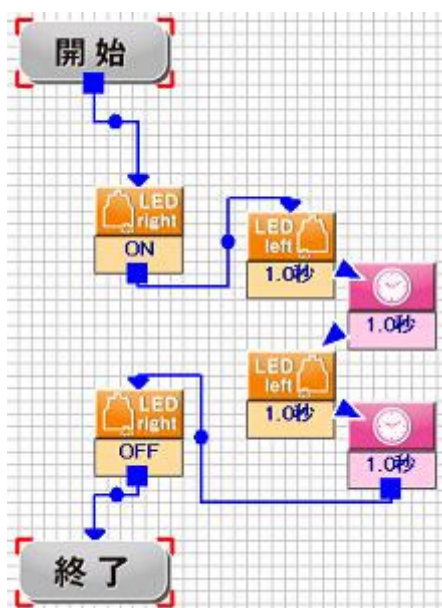 開始
LED
right
ON
LED
left
1.0秒
1.0秒
LED
left
1.0秒
1.0秒
LED
right
OFF
終了